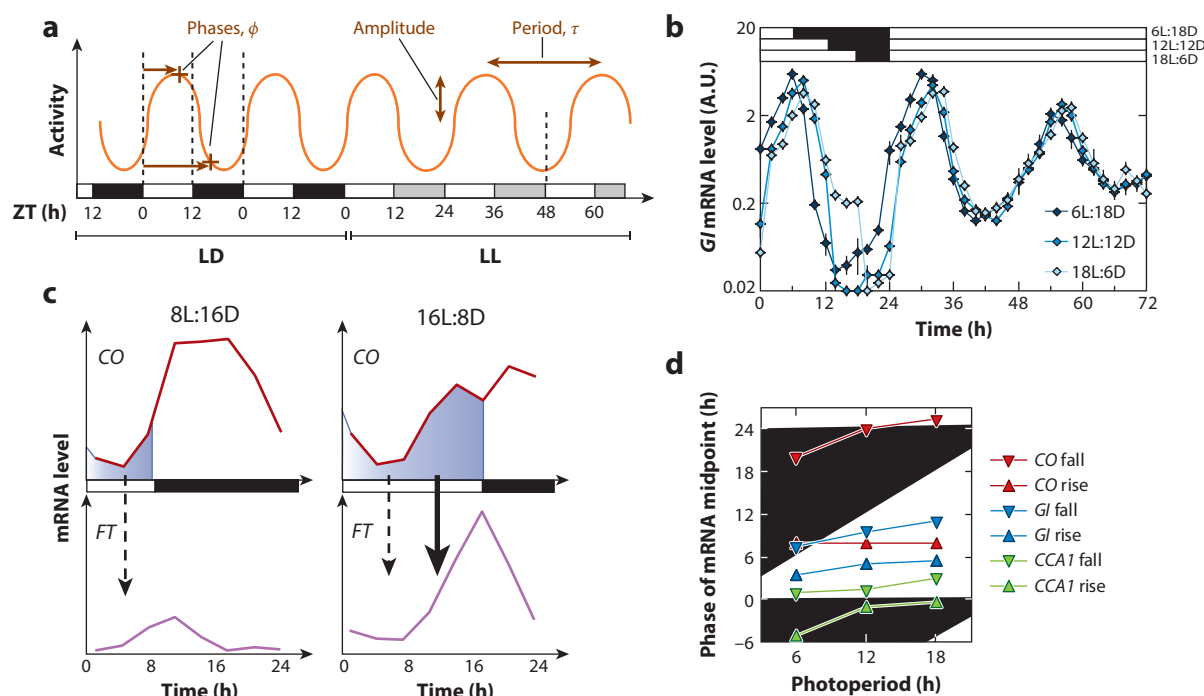 a
Phases, ϕ
Amplitude
Period, τ
Activity
ZT (h)
12 0 12 0 12 0 12 24 36 48 60
LD
LL
b
20
2
0.2
0.02
GI mRNA level (A.U.)
6L:18D
12L:12D
18L:6D
6L:18D
12L:12D
18L:6D
0 12 24 36 48 60 72
Time (h)
c
8L:16D
16L:8D
CO
CO
mRNA level
FT
FT
0 8 16 24
0 8 16 24
Time (h)
Time (h)
d
Phase of mRNA midpoint (h)
24
18
12
6
0
−6
6 12 18
Photoperiod (h)
CO fall
CO rise
GI fall
GI rise
CCA1 fall
CCA1 rise